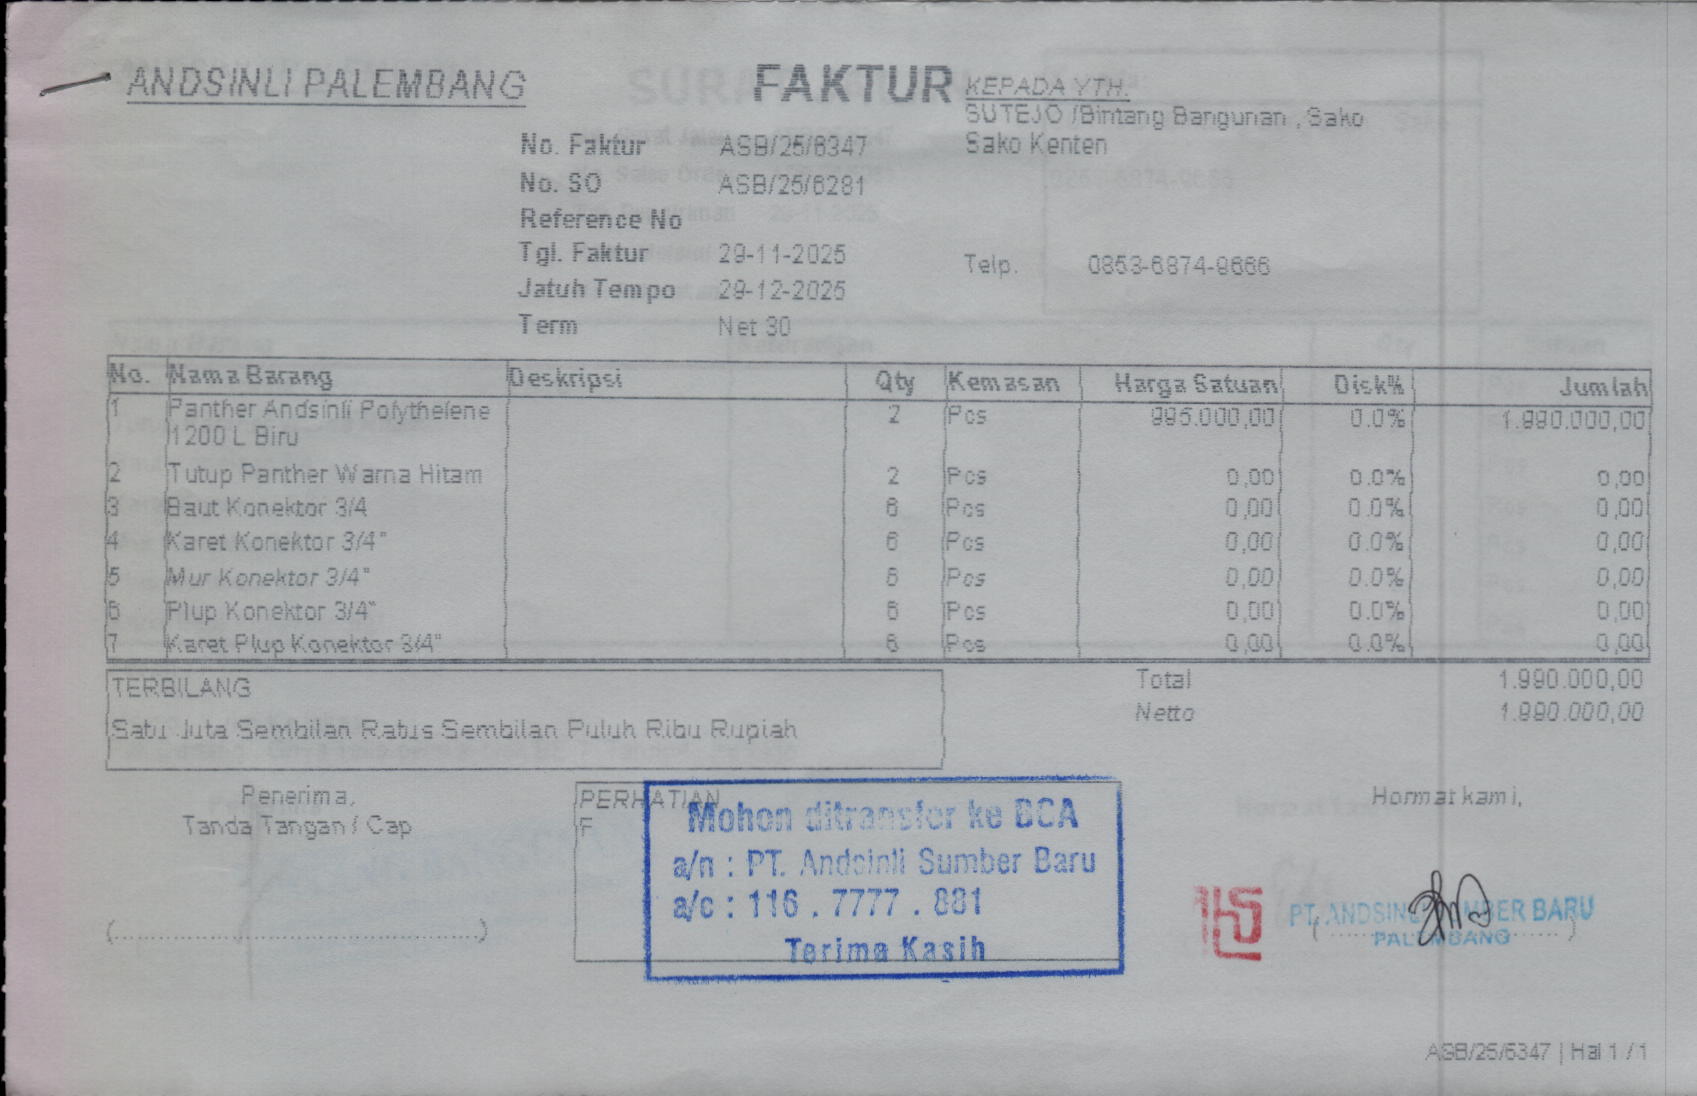 ANDSINLI PALEMBANG
FAKTUR
KEPADA YTH.
SUTEJO /Bintang Bangunan , Sako
Sako Kenten
No. Faktur ASB/25/6347
No. SO ASB/25/6281
Reference No
Tgl. Faktur 29-11-2025
Jatuh Tempo 29-12-2025
Term Net 30
Telp. 0853-6874-9666
No. Nama Barang Deskripsi Qty Kemasan Harga Satuan Disk% Jumlah
1 Panther Andsinli Polythelene 2 Pcs 995.000,00 0.0% 1.990.000,00
1200 L Biru
2 Tutup Panther Warna Hitam 2 Pcs 0,00 0.0% 0,00
3 Baut Konektor 3/4 6 Pcs 0,00 0.0% 0,00
4 Karet Konektor 3/4" 6 Pcs 0,00 0.0% 0,00
5 Mur Konektor 3/4" 6 Pcs 0,00 0.0% 0,00
6 Plup Konektor 3/4" 6 Pcs 0,00 0.0% 0,00
7 Karet Plup Konektor 3/4" 6 Pcs 0,00 0.0% 0,00
TERBILANG
Satu Juta Sembilan Ratus Sembilan Puluh Ribu Rupiah
Total 1.990.000,00
Netto 1.990.000,00
Penerima,
Tanda Tangan / Cap
(...............................................)
PERHATIAN
F
Mohon ditransfer ke BCA
a/n : PT. Andsinli Sumber Baru
a/c : 116 . 7777 . 881
Terima Kasih
Hormat kami,
PT. ANDSINLI SUMBER BARU
PALEMBANG
ASB/25/6347 | Hal 1 / 1